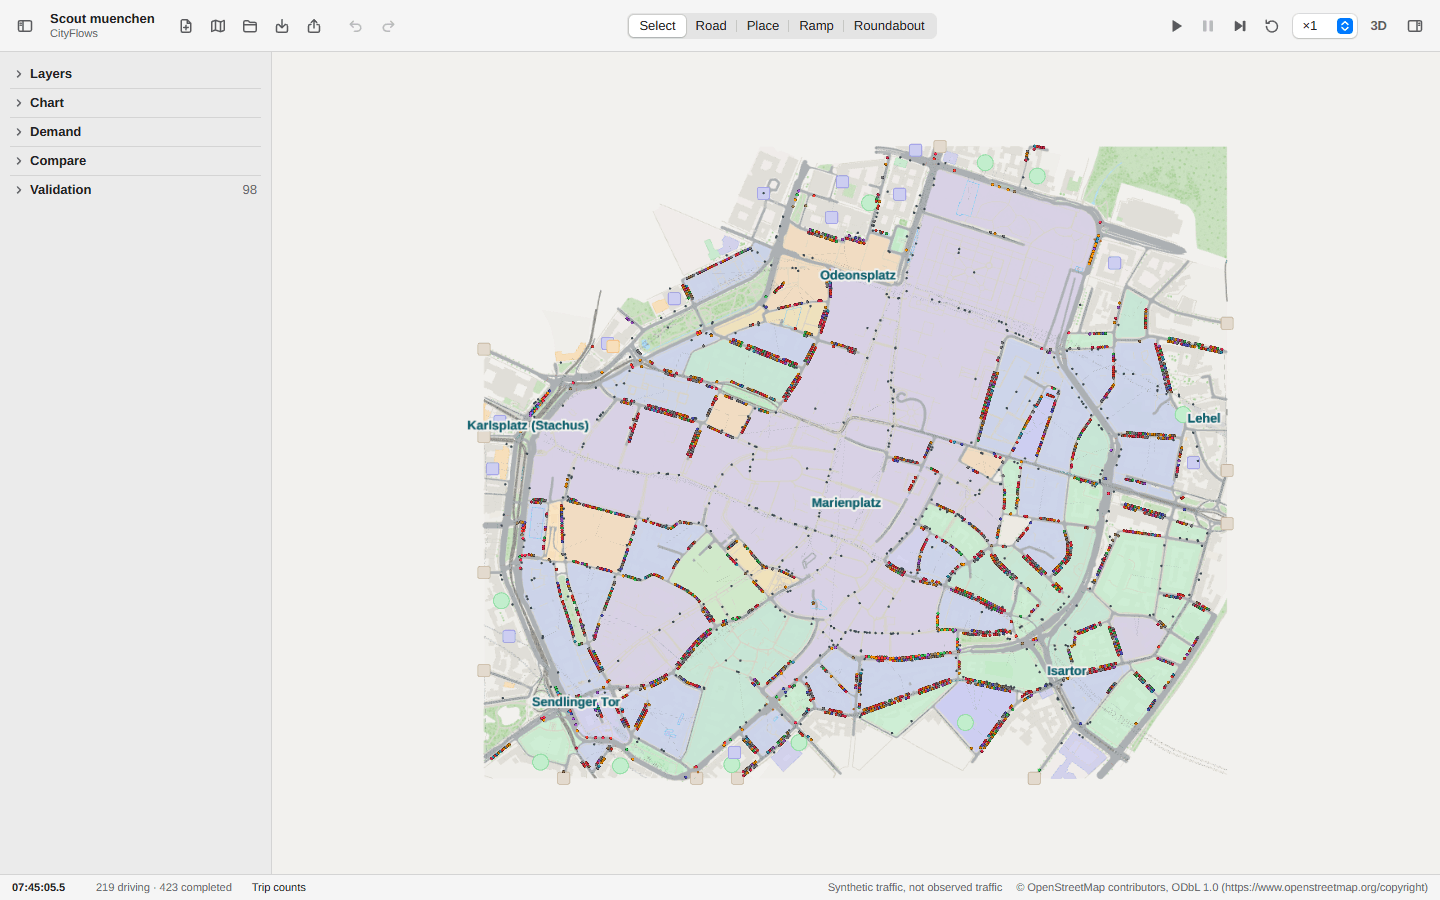 Scout muenchen
CityFlows
Select
Road
Place
Ramp
Roundabout
×1
3D
Layers
Chart
Demand
Compare
Validation 98
Odeonsplatz
Karlsplatz (Stachus)
Lehel
Marienplatz
Isartor
Sendlinger Tor
07:45:05.5
219 driving · 423 completed
Trip counts
Synthetic traffic, not observed traffic
© OpenStreetMap contributors, ODbL 1.0 (https://www.openstreetmap.org/copyright)